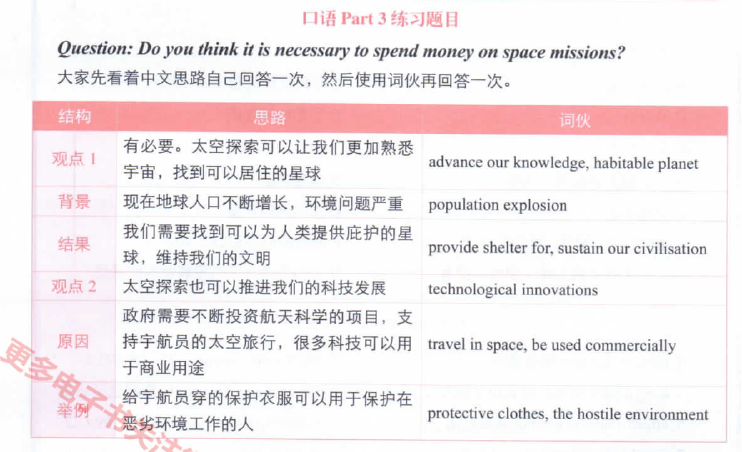 口语 Part 3 练习题目
Question: Do you think it is necessary to spend money on space missions?
大家先看着中文思路自己回答一次，然后使用词伙再回答一次。
结构 思路 词伙
观点 1 有必要。太空探索可以让我们更加熟悉
宇宙，找到可以居住的星球 advance our knowledge, habitable planet
背景 现在地球人口不断增长，环境问题严重 population explosion
结果 我们需要找到可以为人类提供庇护的星
球，维持我们的文明 provide shelter for, sustain our civilisation
观点 2 太空探索也可以推进我们的科技发展 technological innovations
政府需要不断投资航天科学的项目，支
原因 持宇航员的太空旅行，很多科技可以用 travel in space, be used commercially
于商业用途
举例 给宇航员穿的保护衣服可以用于保护在
恶劣环境工作的人 protective clothes, the hostile environment
更多电子书关注